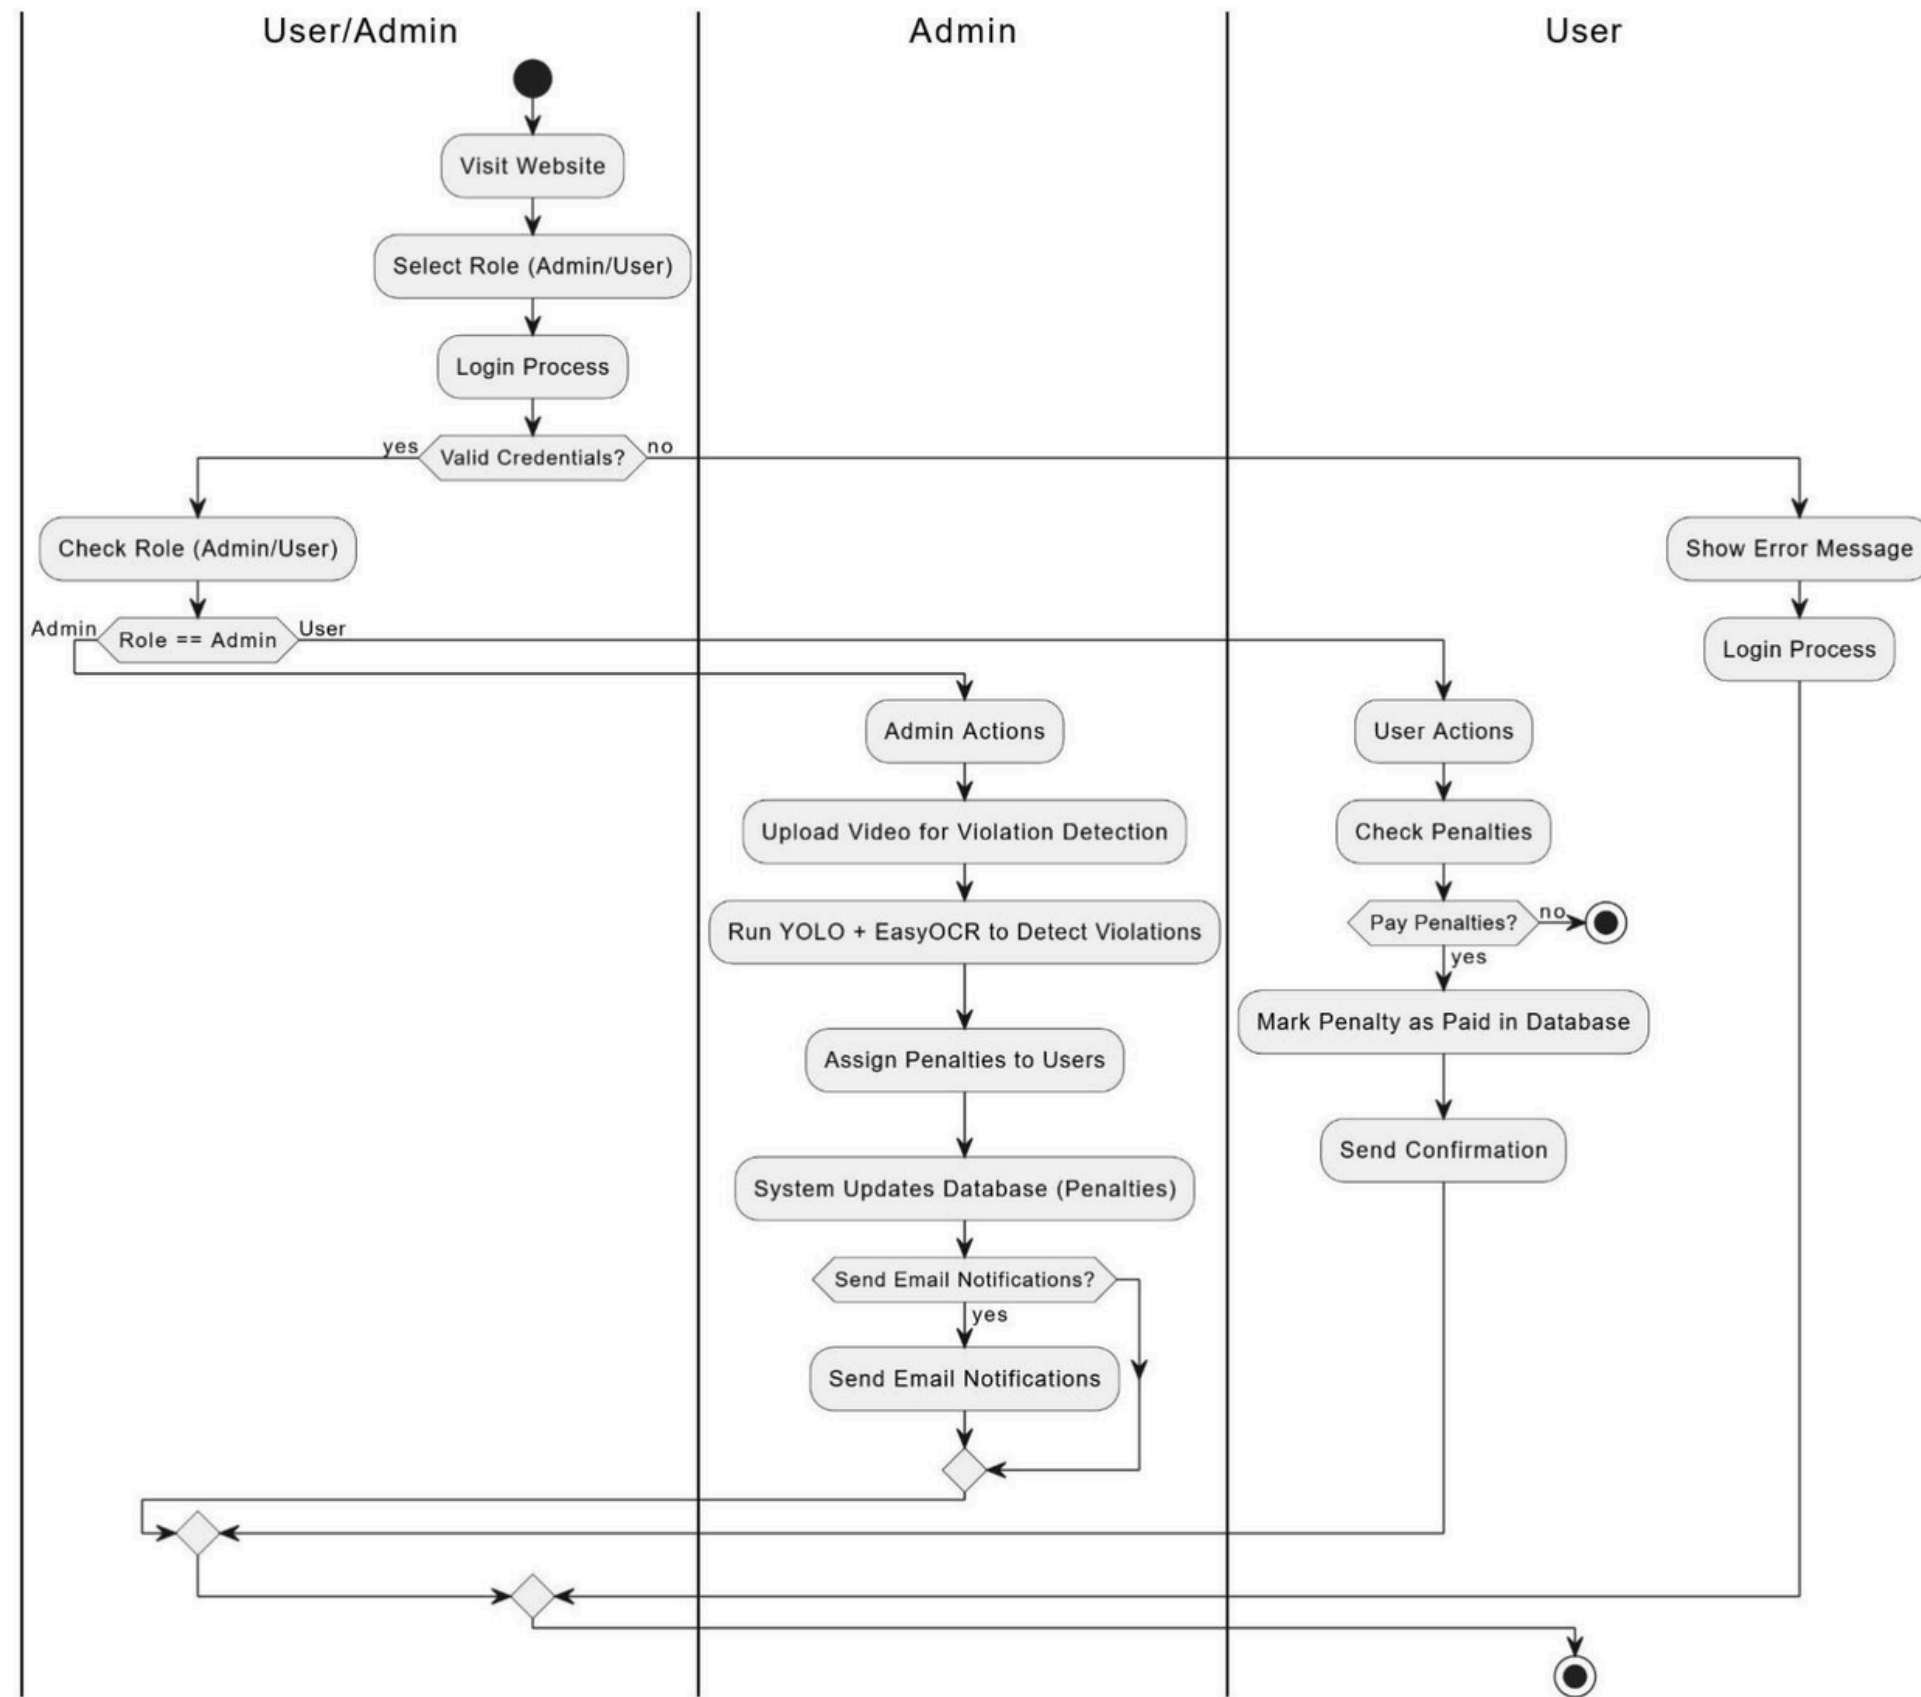 User/Admin
Admin
User
Visit Website
Select Role (Admin/User)
Login Process
yes
Valid Credentials?
no
Check Role (Admin/User)
Show Error Message
Admin
Role == Admin
User
Login Process
Admin Actions
User Actions
Upload Video for Violation Detection
Check Penalties
Run YOLO + EasyOCR to Detect Violations
Pay Penalties?
no
yes
Mark Penalty as Paid in Database
Assign Penalties to Users
Send Confirmation
System Updates Database (Penalties)
Send Email Notifications?
yes
Send Email Notifications